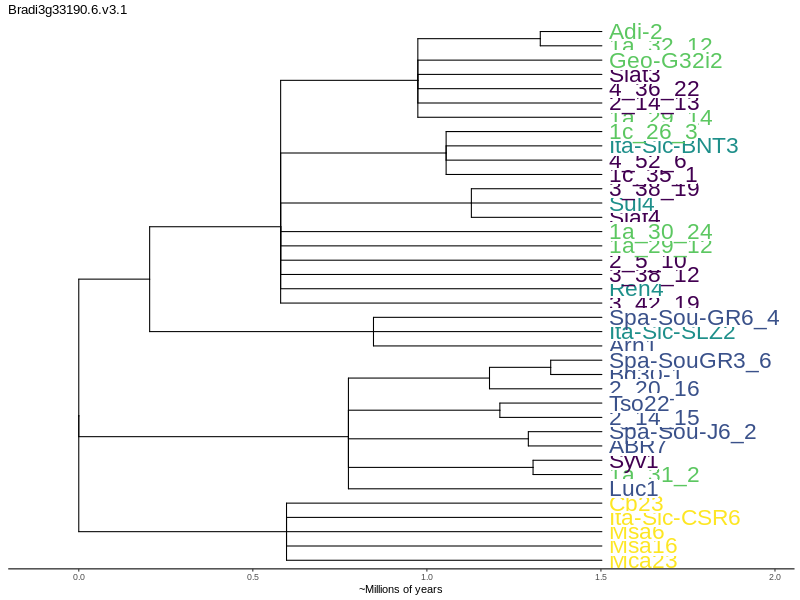 Bradi3g33190.6.v3.1
Adi-2
1a_32_12
Geo-G32i2
Slat3
4_36_22
2_14_13
1a_29_14
1c_26_3
Ita-Sic-BNT3
4_52_6
1c_35_1
3_38_19
Sul4
Slat4
1a_30_24
1a_29_12
2_5_10
3_38_12
Ren4
3_42_19
Spa-Sou-GR6_4
Ita-Sic-SLZ2
Arn1
Spa-SouGR3_6
Bd30-1
2_20_16
Tso22
2_14_15
Spa-Sou-J6_2
ABR7
Syv1
1a_31_2
Luc1
Cb23
Ita-Sic-CSR6
Msa6
Msa16
Mca23
0.0 0.5 1.0 1.5 2.0
~Millions of years